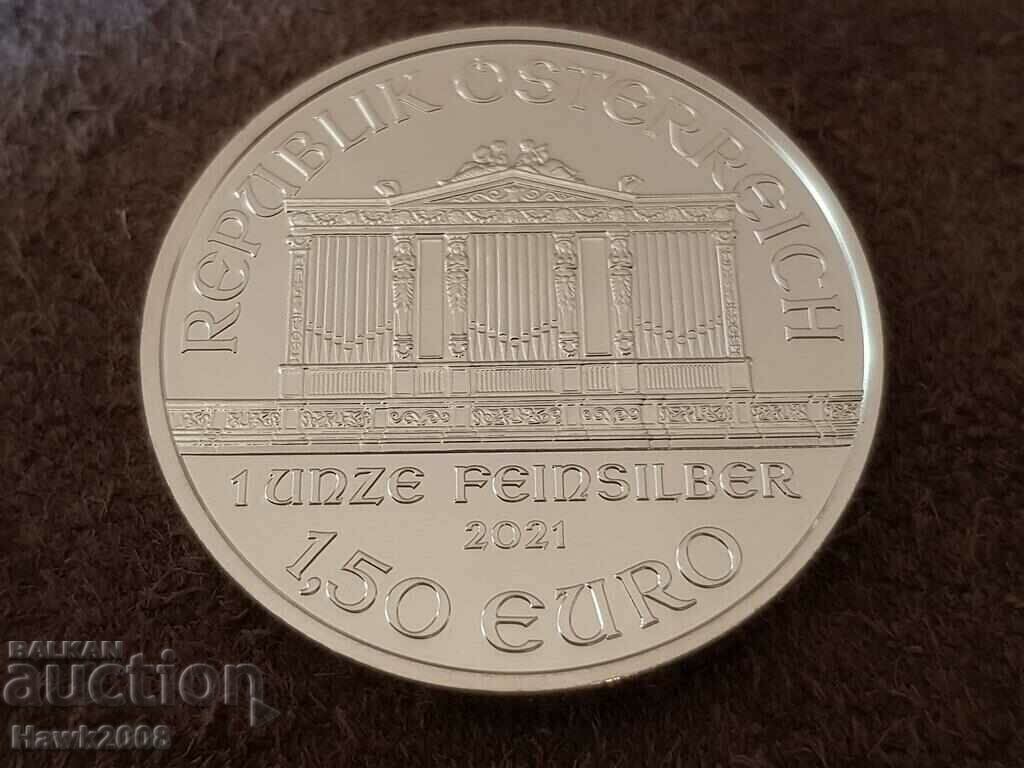 REPUBLIK ÖSTERREICH
1 UNZE FEINSILBER
2021
1,50 EURO
BALKAN
auction
Hawk2008